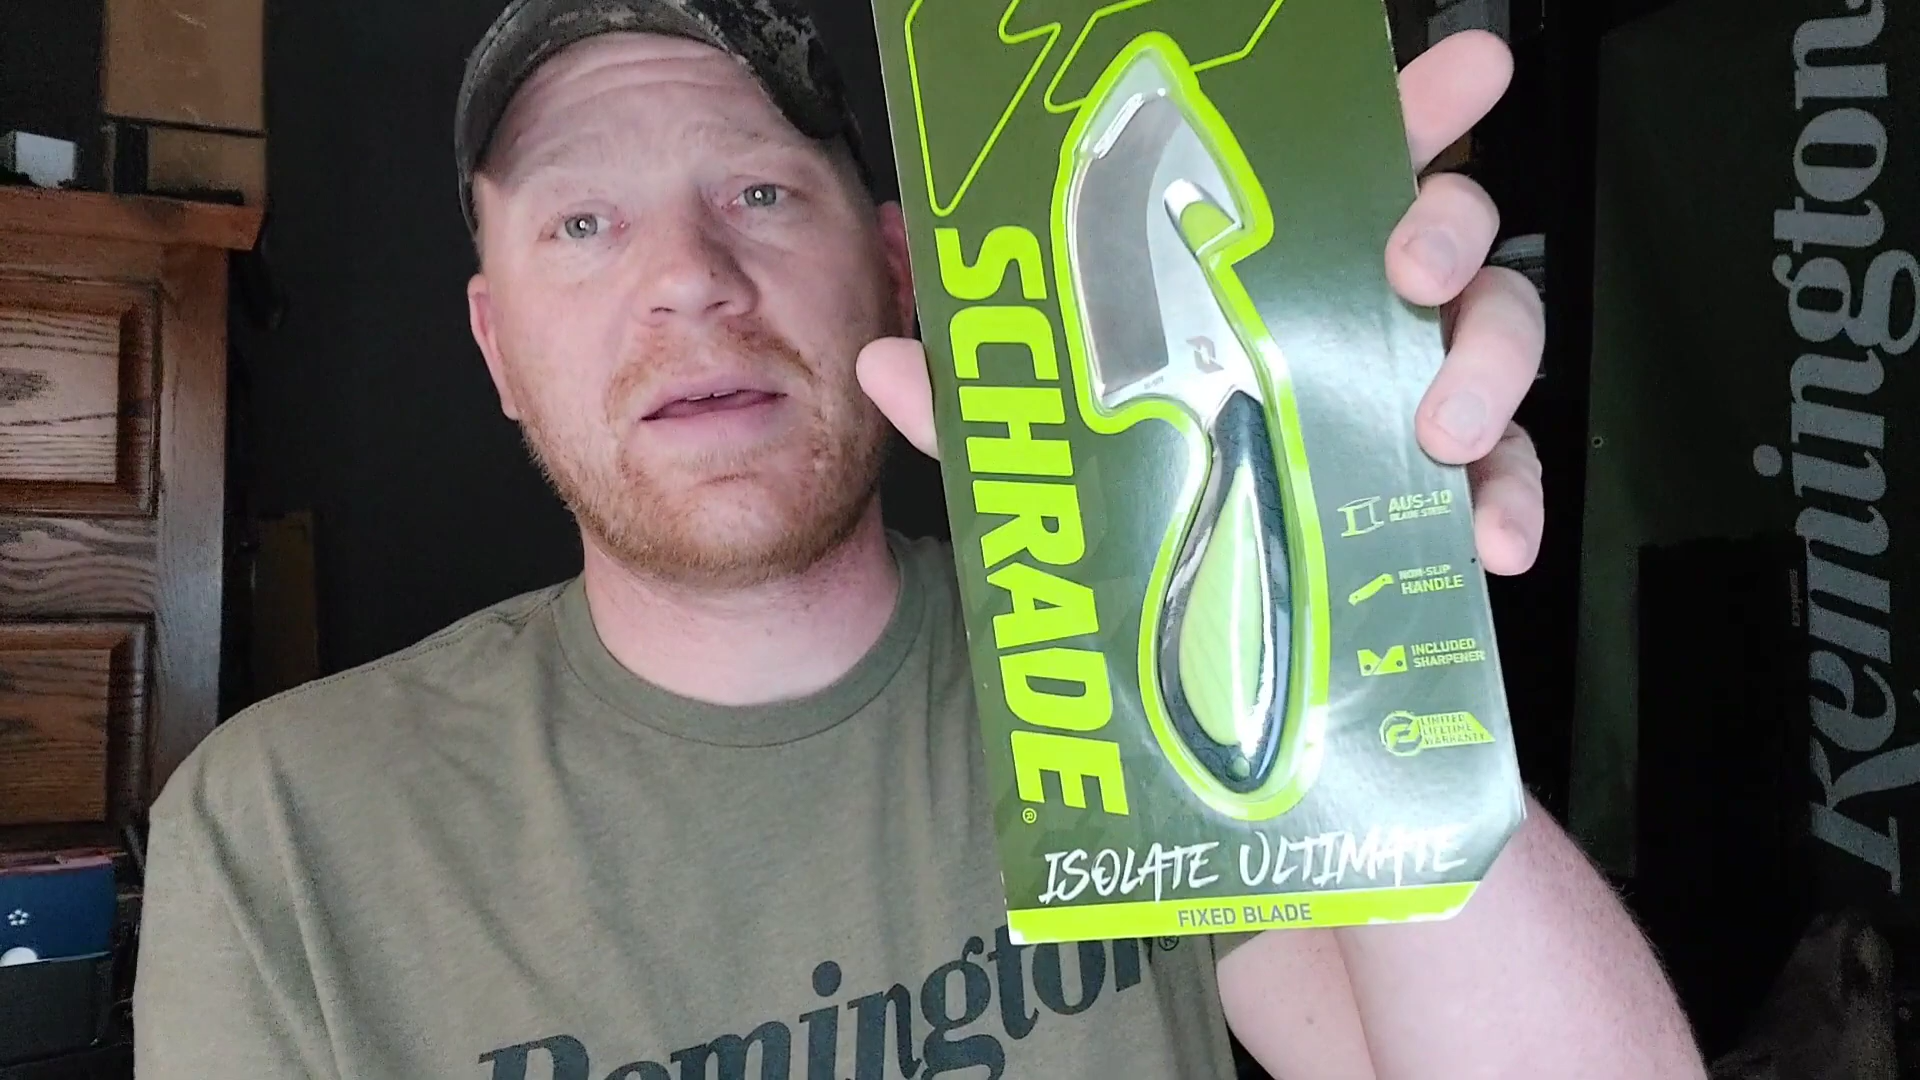 SCHRADE®
AUS-10
BLADE STEEL
NON-SLIP
HANDLE
INCLUDED
SHARPENER
LIMITED
LIFETIME
WARRANTY
ISOLATE ULTIMATE
FIXED BLADE
Remington®
Remington